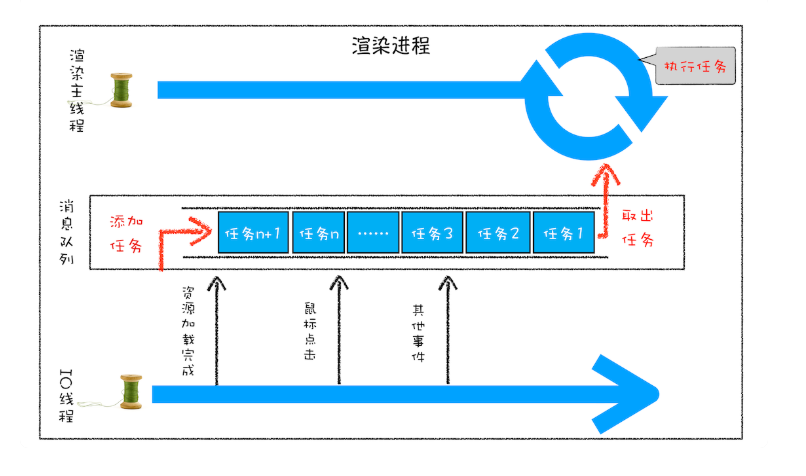 渲染进程
渲染主线程
执行任务
消息队列
添加
任务
任务n+1
任务n
……
任务3
任务2
任务1
取出
任务
资源加载完成
鼠标点击
其他事件
IO线程